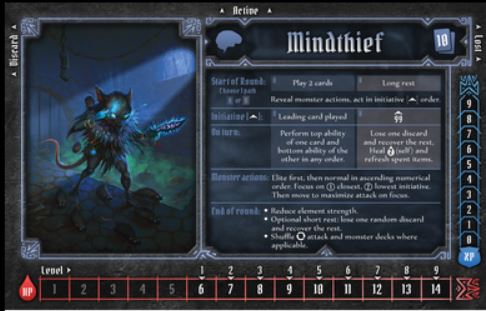 Active
Discard
Lost
Mindthief
10
Start of Round:
Choose 1 path
Play 2 cards
Long rest
Reveal monster actions, act in initiative order.
Initiative
Leading card played
99
On turn:
Perform top ability
of one card and
bottom ability of the
other in any order.
Lose one discard
and recover the rest,
Heal (self) and
refresh spent items.
Monster actions:
Elite first, then normal in ascending numerical
order. Focus on ① closest, ② lowest initiative.
Then move to maximize attack on focus.
End of round:
• Reduce element strength.
• Optional short rest: lose one random discard
and recover the rest.
• Shuffle attack and monster decks where
applicable.
9
8
7
6
5
4
3
2
1
0
XP
Level
1 2 3 4 5 6 7 8 9
HP
1 2 3 4 5 6 7 8 9 10 11 12 13 14